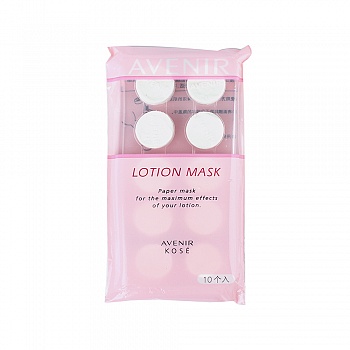 AVENIR
LOTION MASK
Paper mask
for the maximum effects
of your lotion.
AVENIR
KOSÉ
10个入